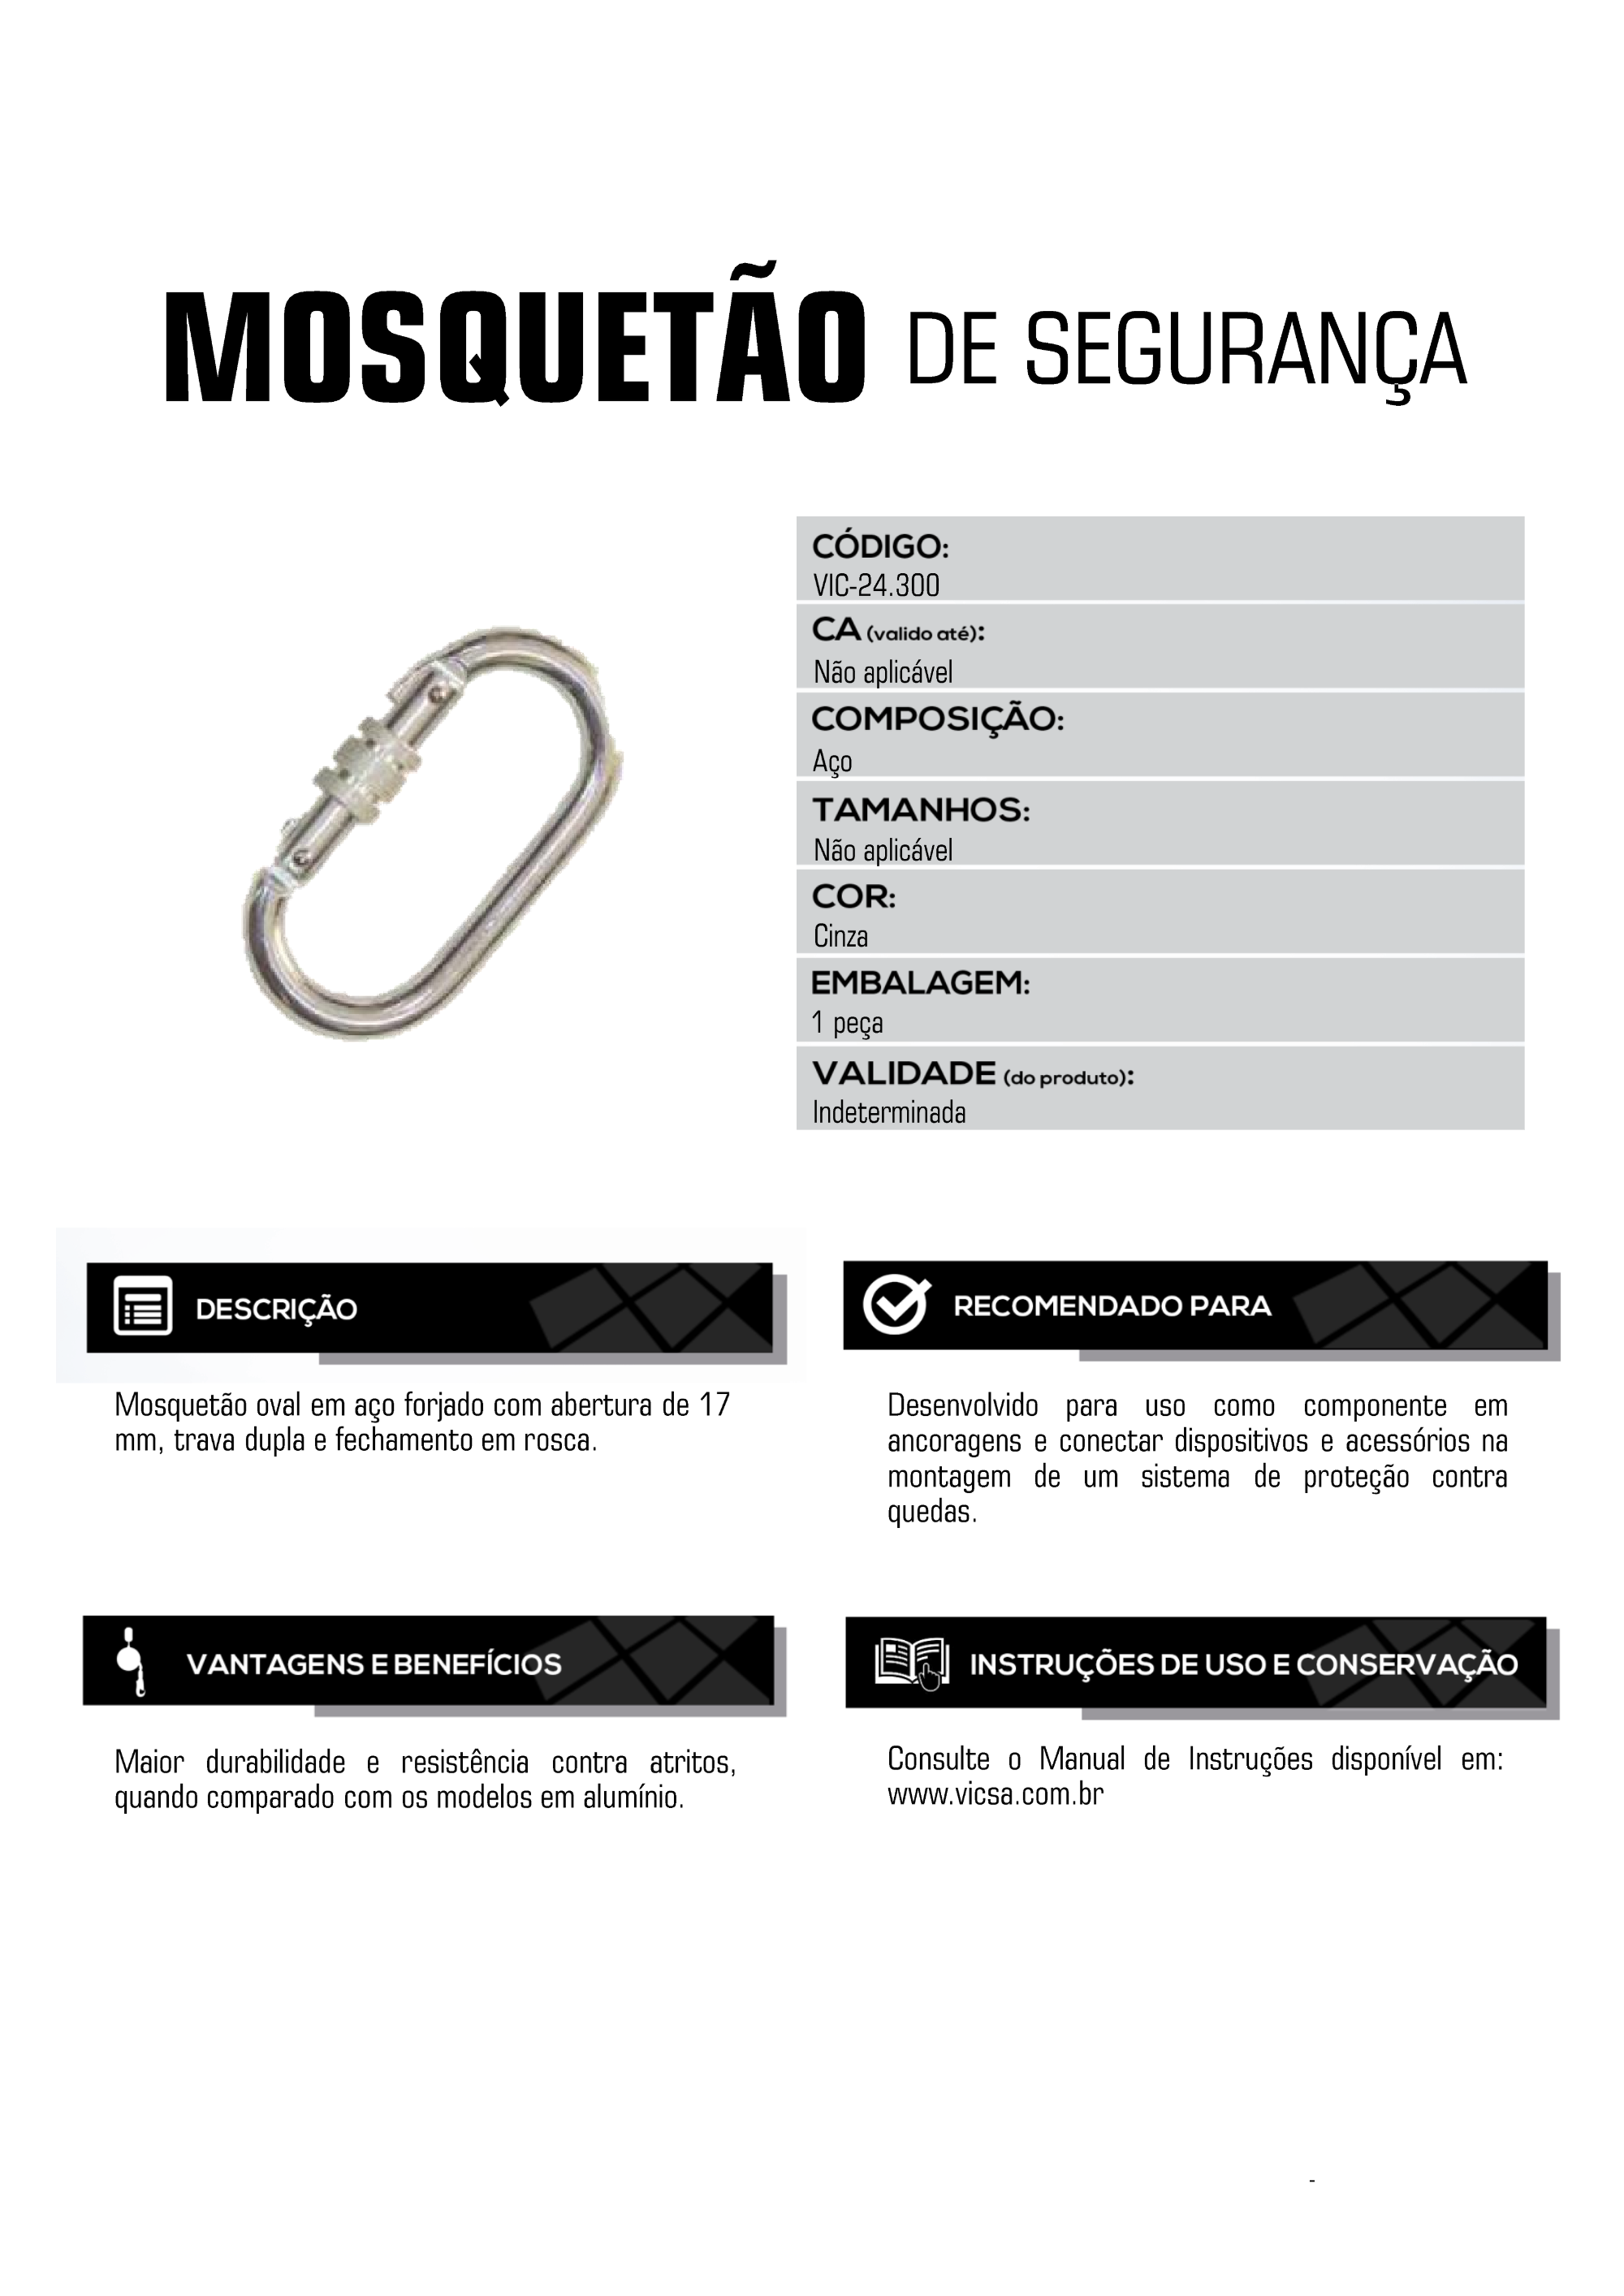 MOSQUETÃO DE SEGURANÇA
CÓDIGO:
VIC-24.300
CA (valido até):
Não aplicável
COMPOSIÇÃO:
Aço
TAMANHOS:
Não aplicável
COR:
Cinza
EMBALAGEM:
1 peça
VALIDADE (do produto):
Indeterminada
DESCRIÇÃO
Mosquetão oval em aço forjado com abertura de 17
mm, trava dupla e fechamento em rosca.
RECOMENDADO PARA
Desenvolvido para uso como componente em
ancoragens e conectar dispositivos e acessórios na
montagem de um sistema de proteção contra
quedas.
VANTAGENS E BENEFÍCIOS
Maior durabilidade e resistência contra atritos,
quando comparado com os modelos em alumínio.
INSTRUÇÕES DE USO E CONSERVAÇÃO
Consulte o Manual de Instruções disponível em:
www.vicsa.com.br
-